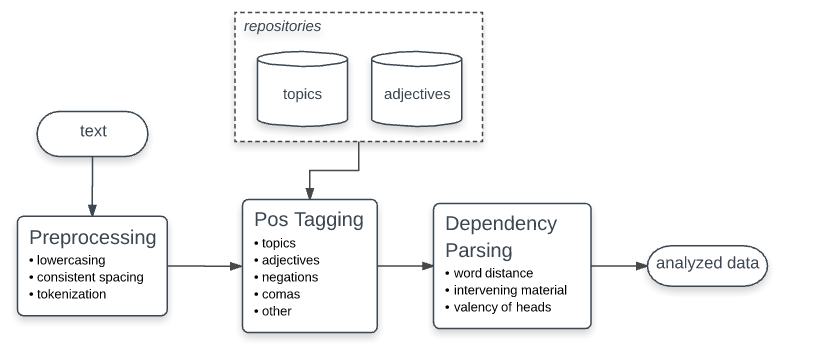 repositories
topics
adjectives
text
Preprocessing
• lowercasing
• consistent spacing
• tokenization
Pos Tagging
• topics
• adjectives
• negations
• comas
• other
Dependency
Parsing
• word distance
• intervening material
• valency of heads
analyzed data